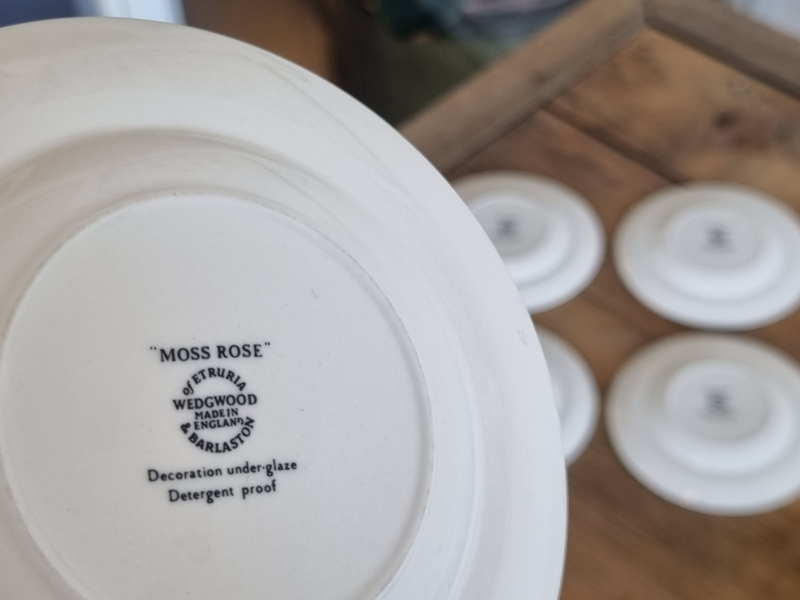 "MOSS ROSE"
of ETRURIA
WEDGWOOD
MADE IN
ENGLAND
& BARLASTON
Decoration under-glaze
Detergent proof